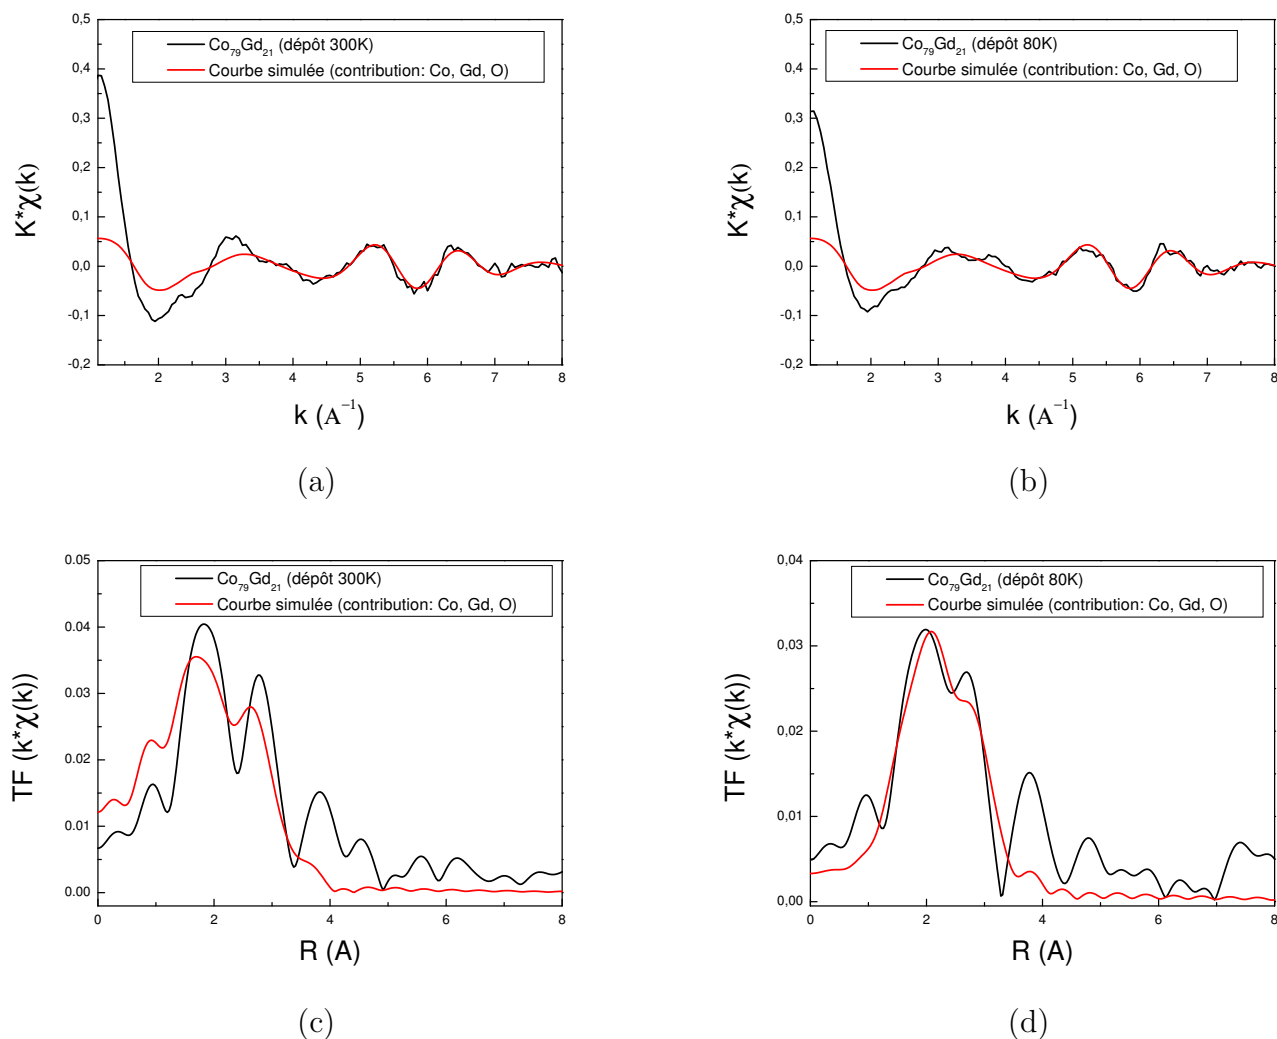 0,5
0,4
0,3
0,2
0,1
0,0
-0,1
-0,2
K*χ(k)
Co79Gd21 (dépôt 300K)
Courbe simulée (contribution: Co, Gd, O)
2 3 4 5 6 7 8
k (A⁻¹)
(a)
0,5
0,4
0,3
0,2
0,1
0,0
-0,1
-0,2
K*χ(k)
Co79Gd21 (dépôt 80K)
Courbe simulée (contribution: Co, Gd, O)
2 3 4 5 6 7 8
k (A⁻¹)
(b)
0.05
0.04
0.03
0.02
0.01
0.00
TF (k*χ(k))
Co79Gd21 (dépôt 300K)
Courbe simulée (contribution: Co, Gd, O)
0 2 4 6 8
R (A)
(c)
0,04
0,03
0,02
0,01
0,00
TF (k*χ(k))
Co79Gd21 (dépôt 80K)
Courbe simulée (contribution: Co, Gd, O)
0 2 4 6 8
R (A)
(d)